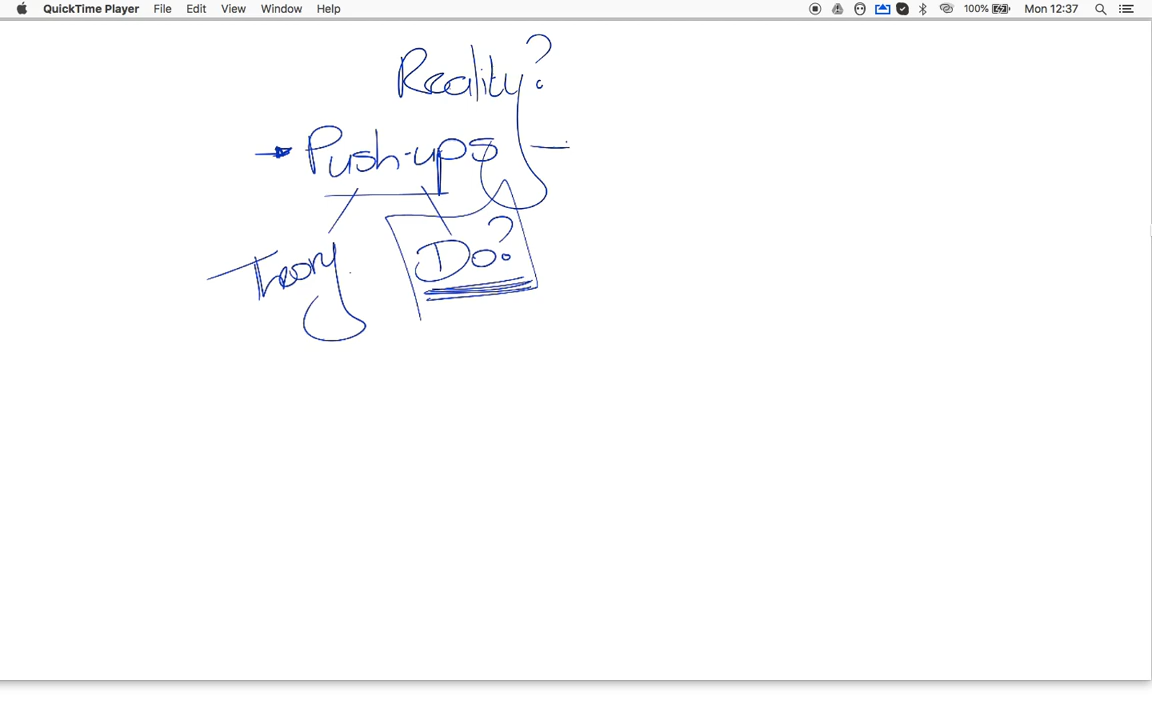 QuickTime Player File Edit View Window Help 100% Mon 12:37
Reality?
Push-ups
Theory Do?